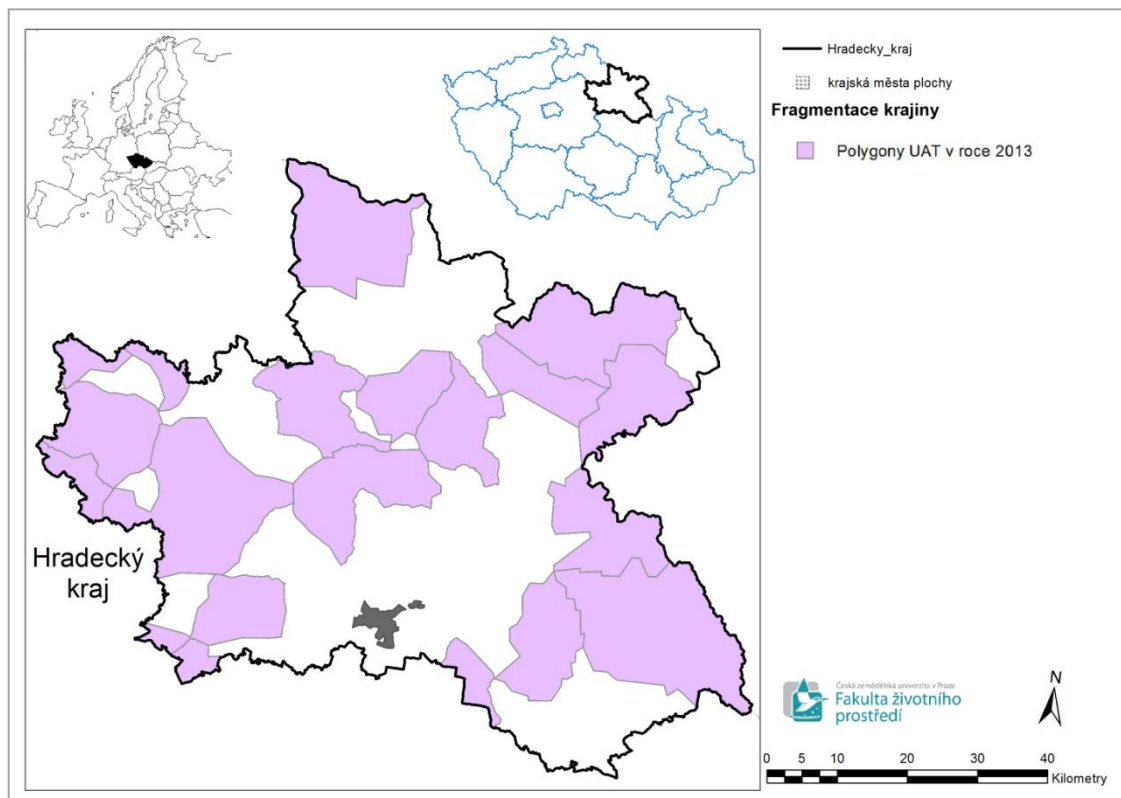 Hradecky_kraj
krajská města plochy
Fragmentace krajiny
Polygony UAT v roce 2013
Hradecký
kraj
Česká zemědělská univerzita v Praze
Fakulta životního
prostředí
N
0 5 10 20 30 40
Kilometry